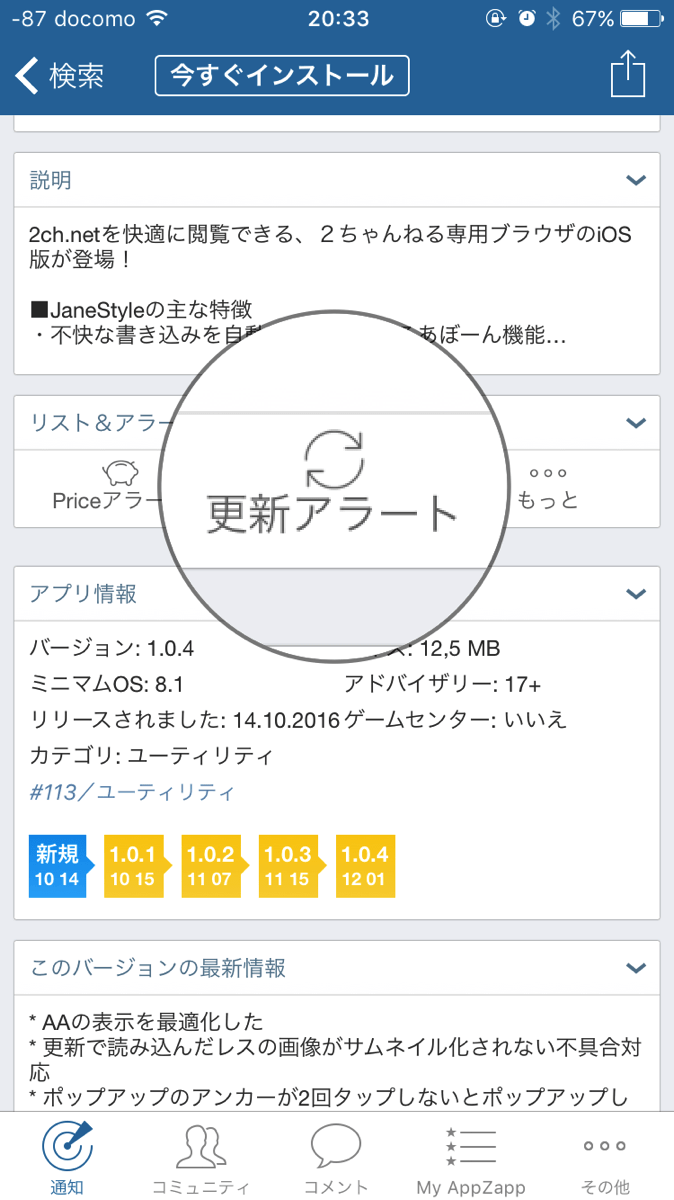 -87 docomo 20:33 67%
検索 今すぐインストール
説明
2ch.netを快適に閲覧できる、２ちゃんねる専用ブラウザのiOS
版が登場！
■JaneStyleの主な特徴
・不快な書き込みを自動 あぼーん機能…
リスト＆アラー
Priceアラー
更新アラート
もっと
アプリ情報
バージョン: 1.0.4 ズ: 12,5 MB
ミニマムOS: 8.1 アドバイザリー: 17+
リリースされました: 14.10.2016 ゲームセンター: いいえ
カテゴリ: ユーティリティ
#113／ユーティリティ
新規 1.0.1 1.0.2 1.0.3 1.0.4
10 14 10 15 11 07 11 15 12 01
このバージョンの最新情報
* AAの表示を最適化した
* 更新で読み込んだレスの画像がサムネイル化されない不具合対
応
* ポップアップのアンカーが2回タップしないとポップアップし
通知 コミュニティ コメント My AppZapp その他